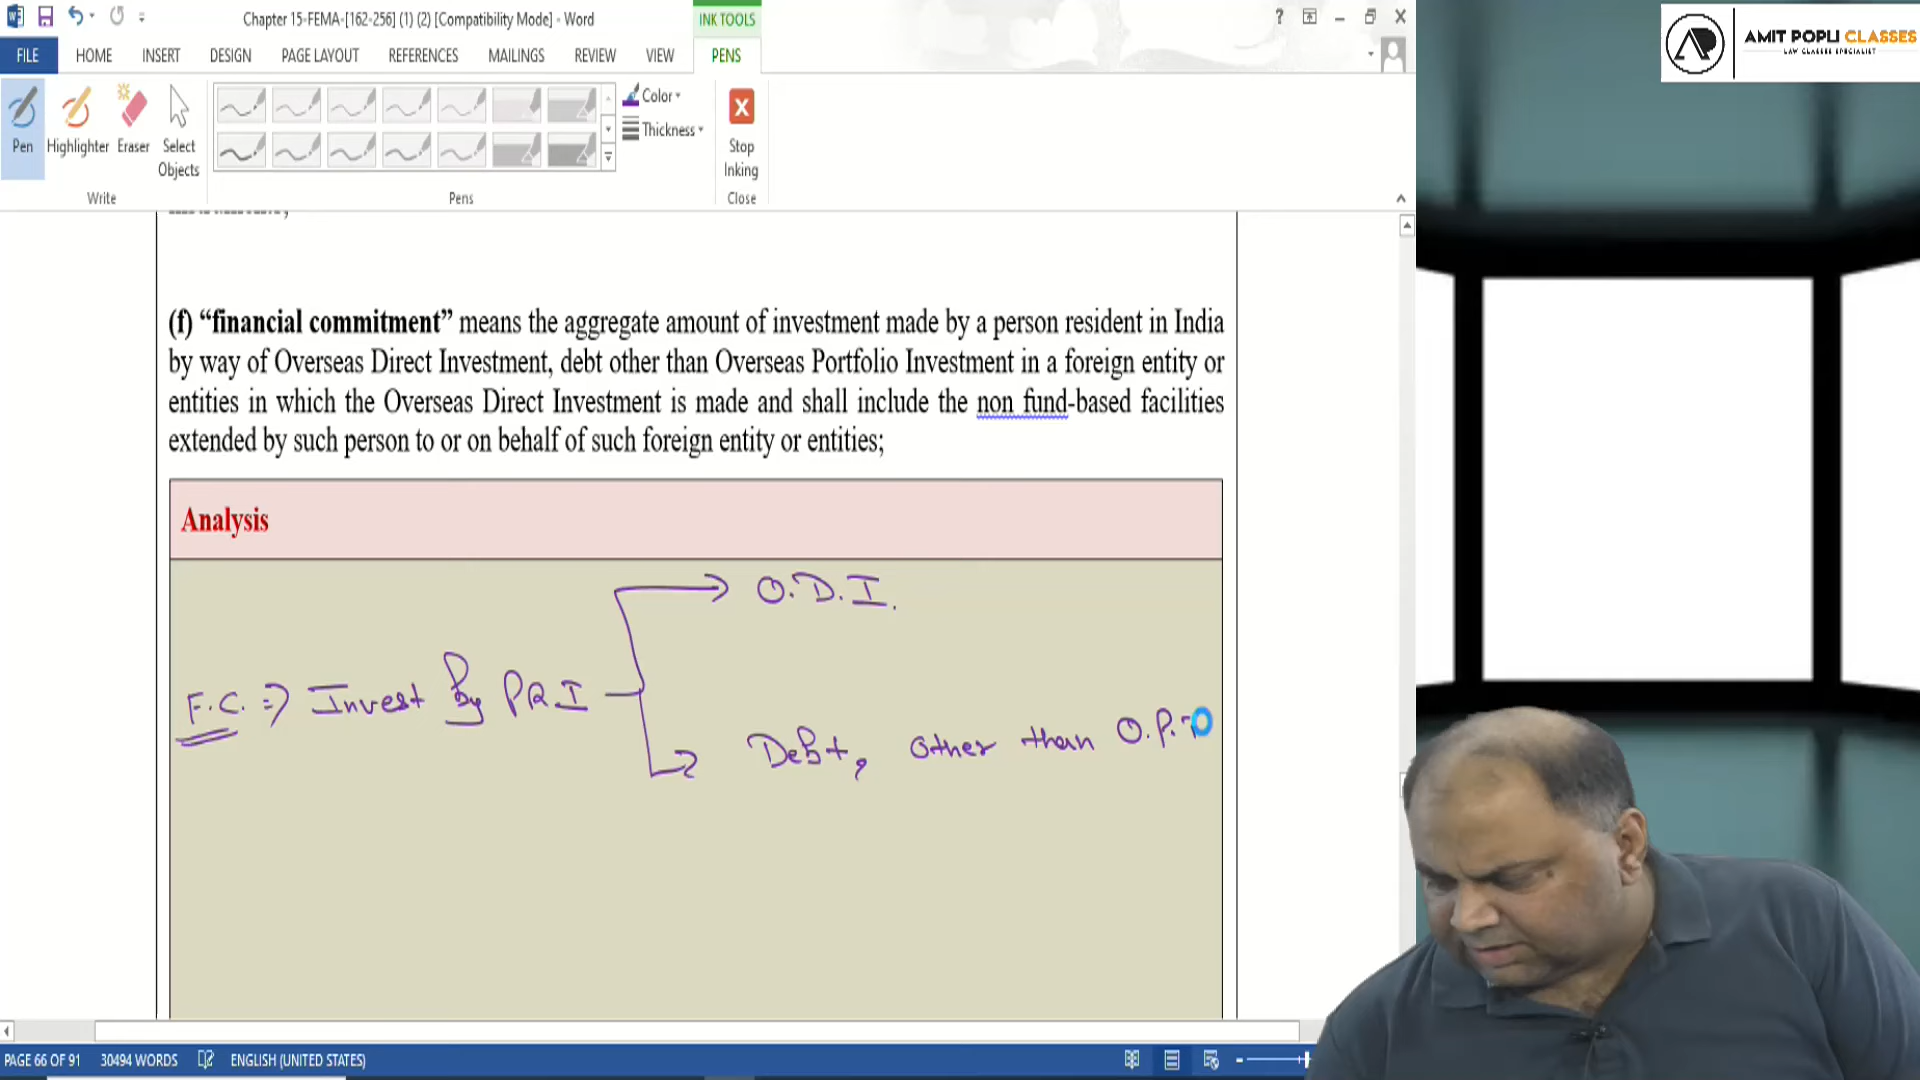 Chapter 15-FEMA-[162-256] (1) (2) [Compatibility Mode] - Word
INK TOOLS
?
AMIT POPLI CLASSES
LAW CLASSES SPECIALIST
FILE HOME INSERT DESIGN PAGE LAYOUT REFERENCES MAILINGS REVIEW VIEW PENS
Color
Thickness
Pen Highlighter Eraser Select Objects
Stop Inking
Write Pens Close
(f) “financial commitment” means the aggregate amount of investment made by a person resident in India
by way of Overseas Direct Investment, debt other than Overseas Portfolio Investment in a foreign entity or
entities in which the Overseas Direct Investment is made and shall include the non fund-based facilities
extended by such person to or on behalf of such foreign entity or entities;
Analysis
O.D.I.
F.C. => Invest by PRI
Debt, other than O.P.I
PAGE 66 OF 91 30494 WORDS ENGLISH (UNITED STATES)